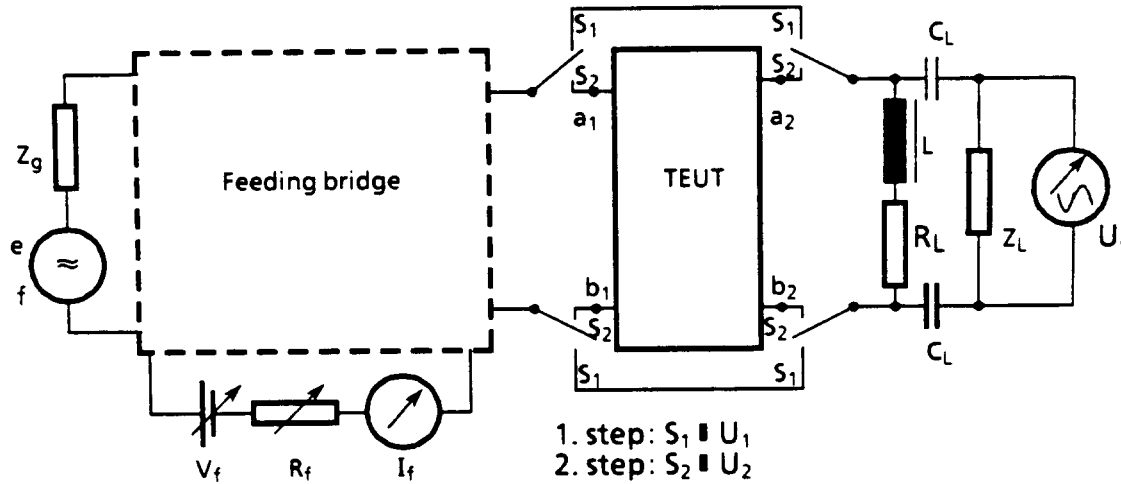 S1 S1
CL
S2 S2
a1 a2
L
Zg
Feeding bridge
TEUT
e
f
RL ZL U
b1 b2
S2 S2
CL
S1 S1
1. step: S1 ▮ U1
2. step: S2 ▮ U2
Vf Rf If